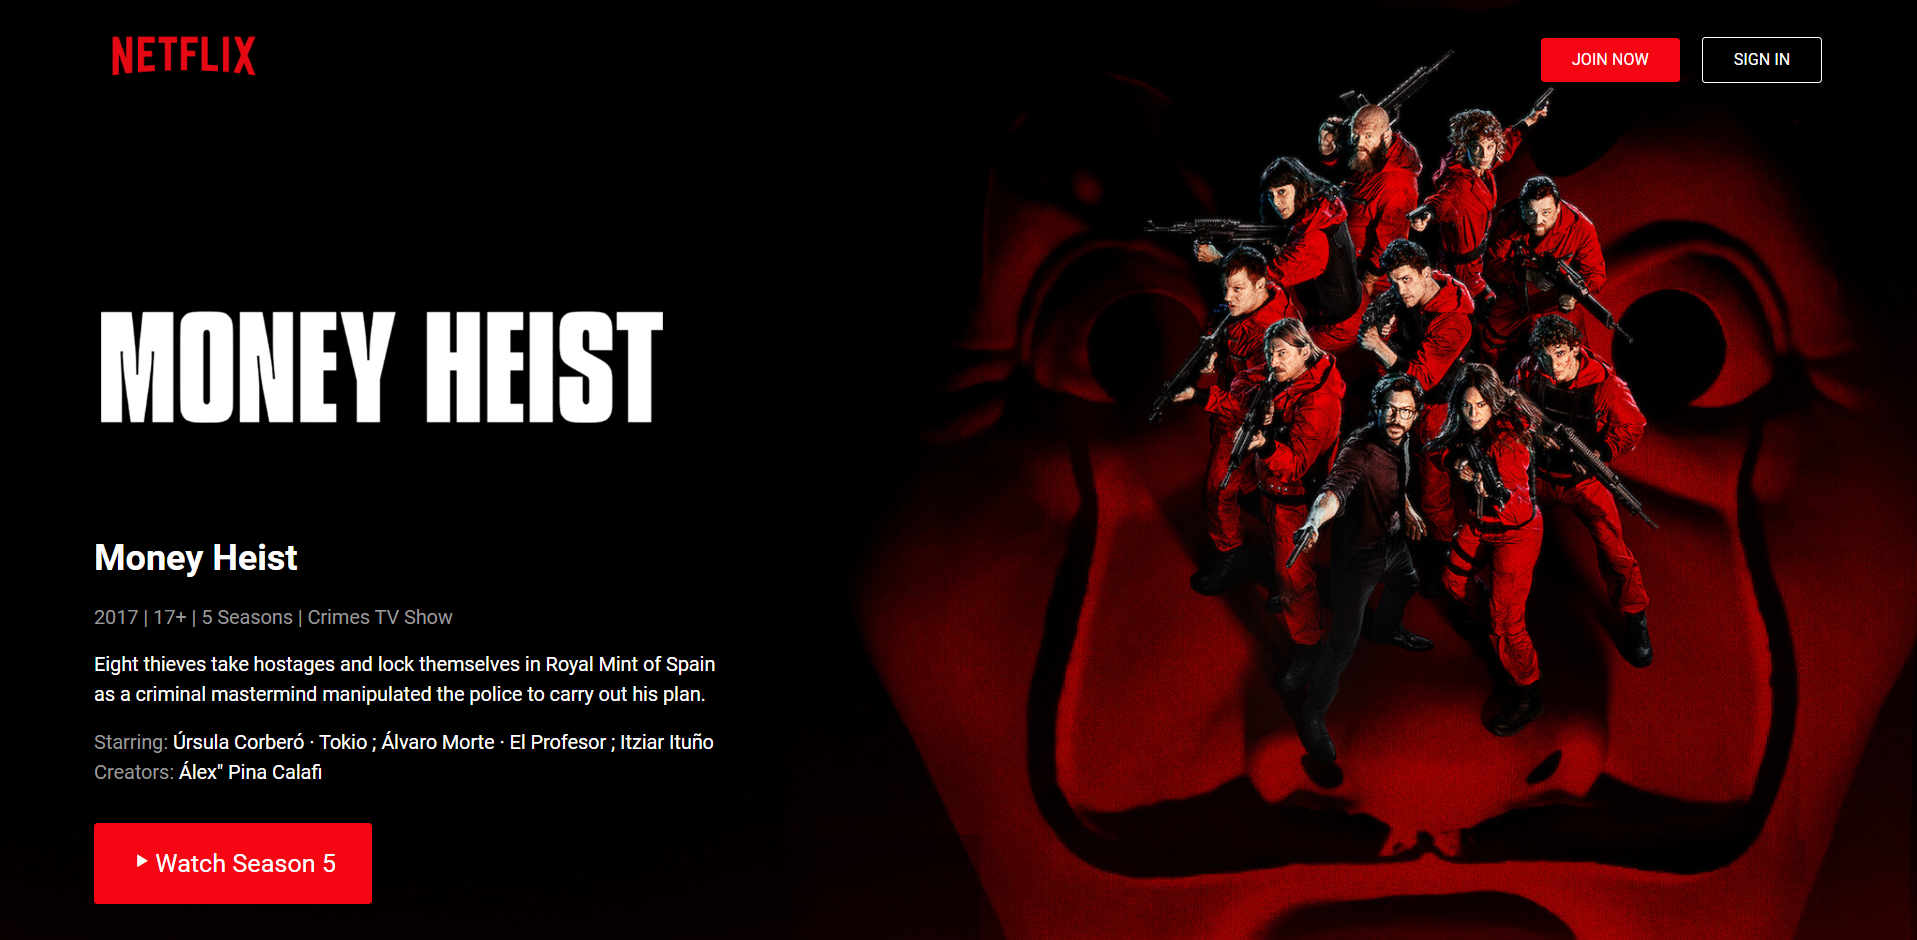 NETFLIX
JOIN NOW
SIGN IN
MONEY HEIST
Money Heist
2017 | 17+ | 5 Seasons | Crimes TV Show
Eight thieves take hostages and lock themselves in Royal Mint of Spain
as a criminal mastermind manipulated the police to carry out his plan.
Starring: Úrsula Corberó · Tokio ; Álvaro Morte · El Profesor ; Itziar Ituño
Creators: Álex" Pina Calafi
Watch Season 5